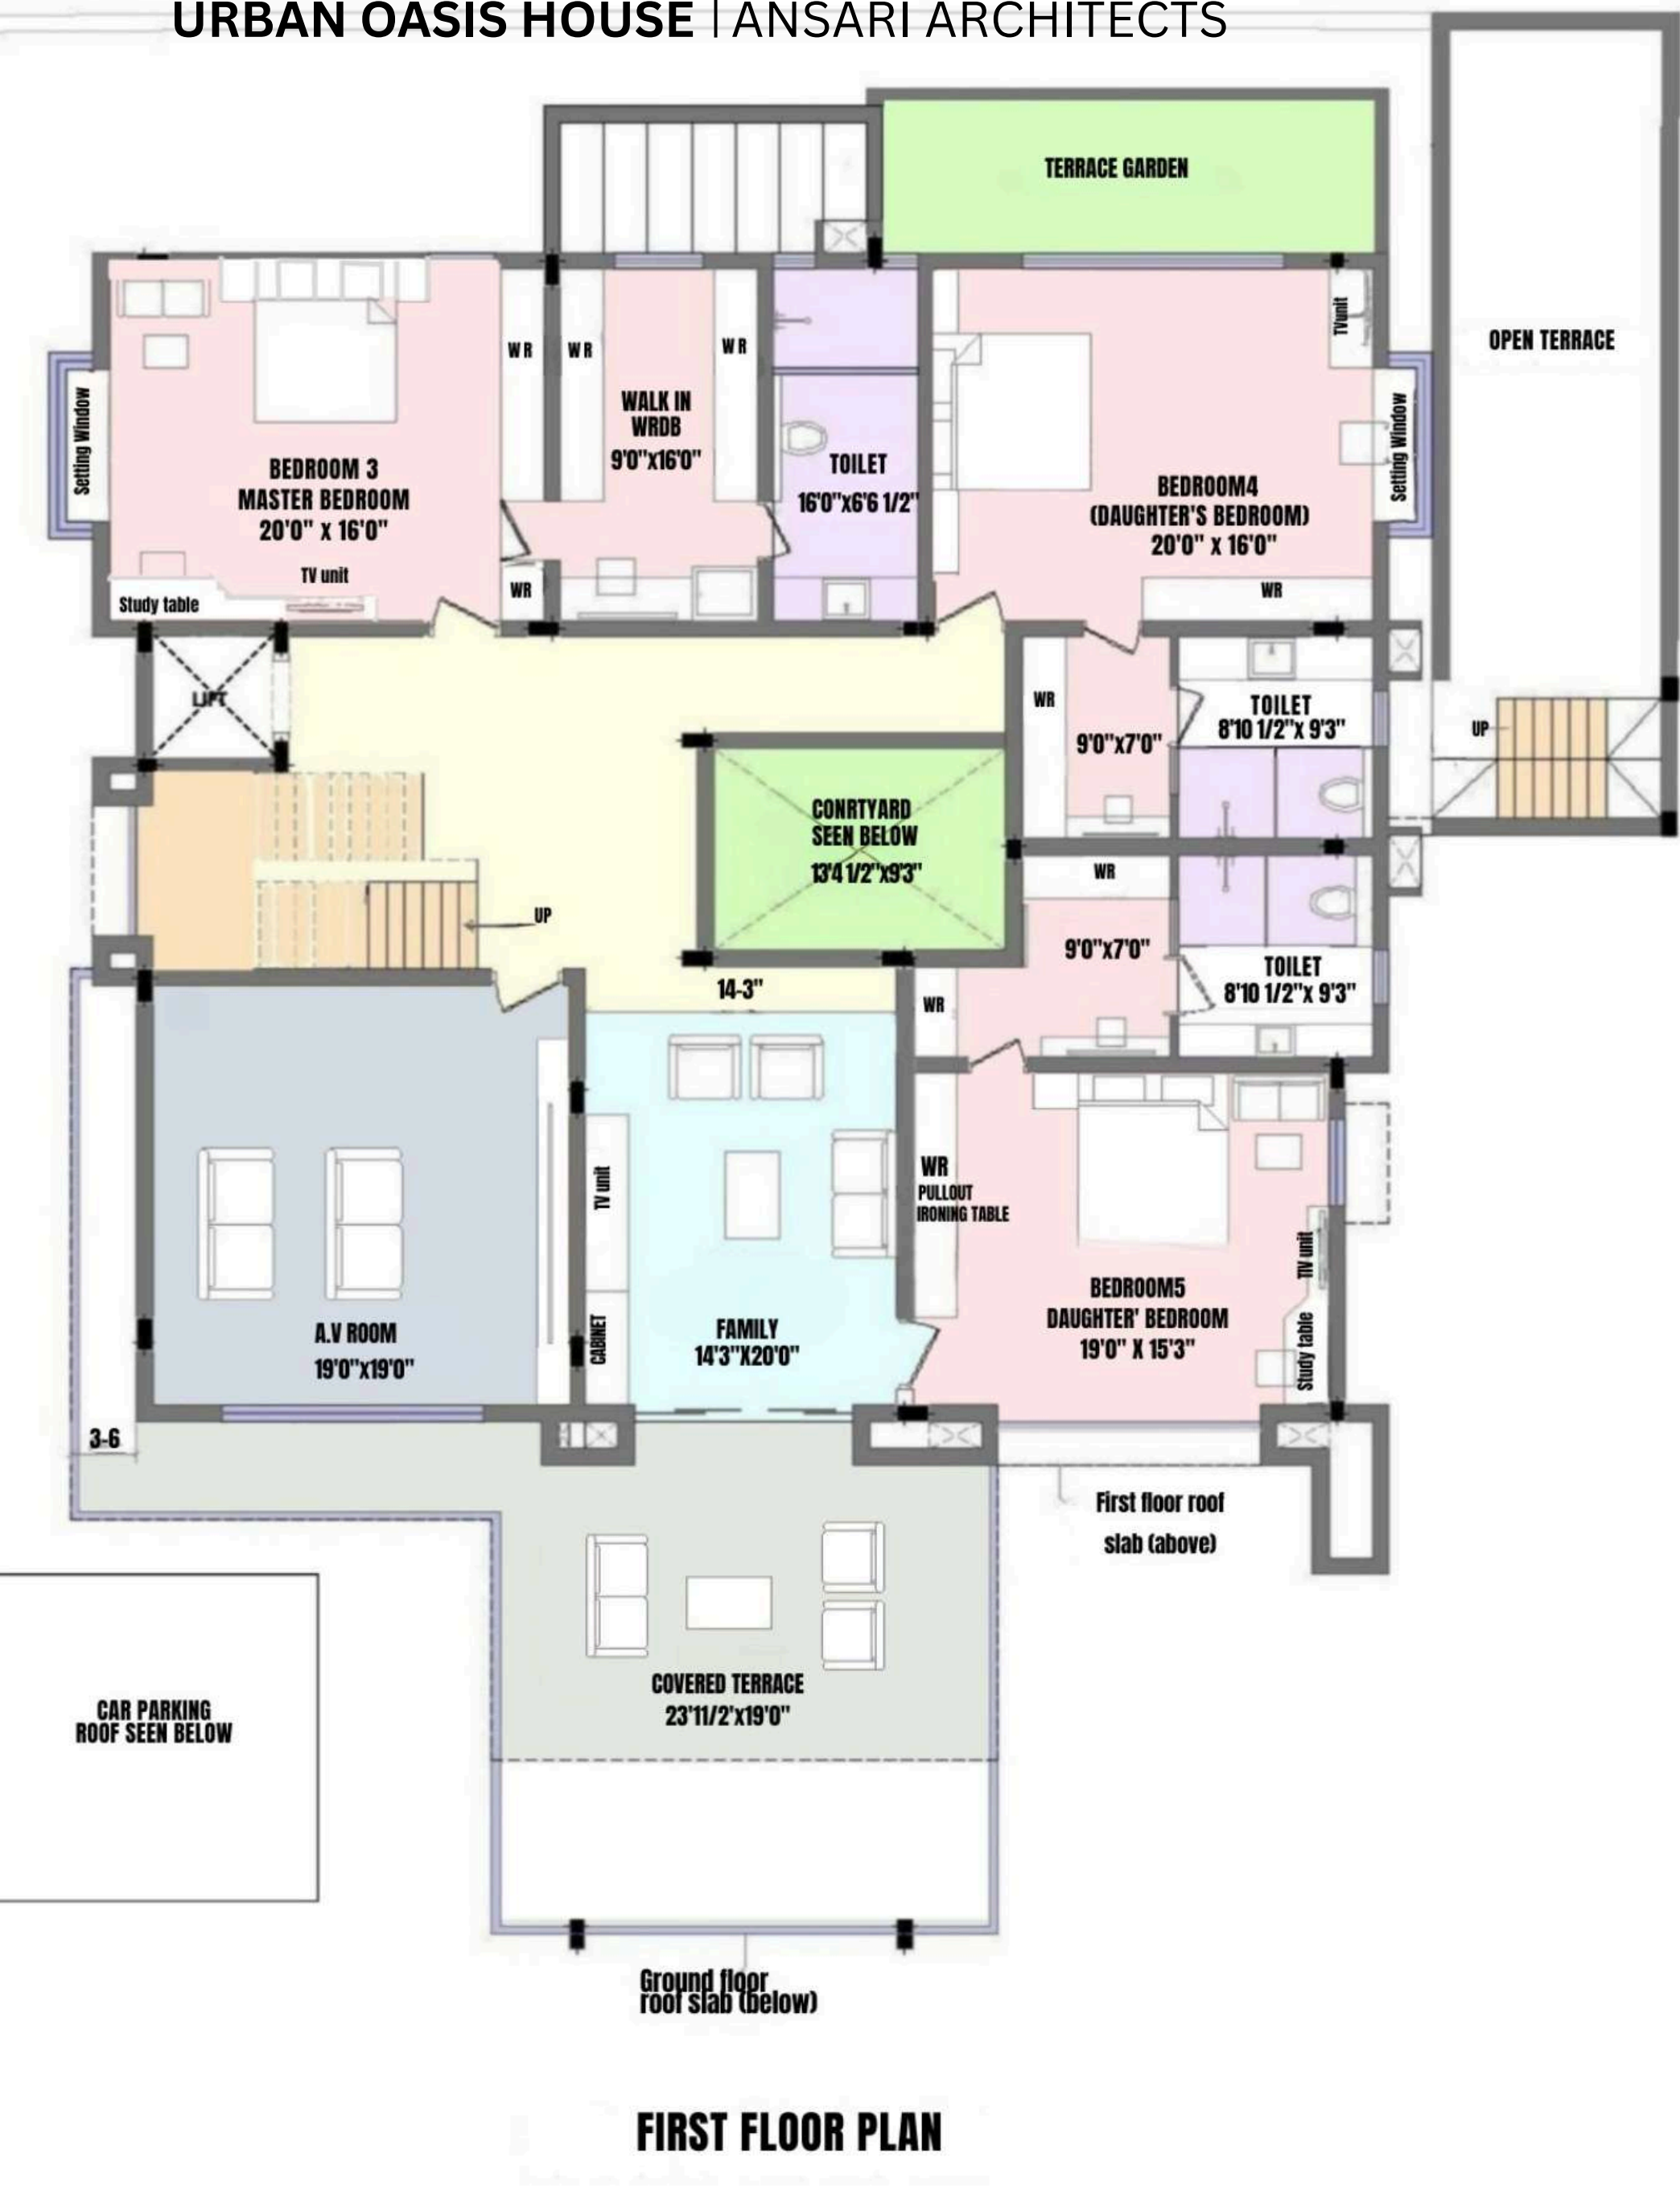 URBAN OASIS HOUSE | ANSARI ARCHITECTS
TERRACE GARDEN
OPEN TERRACE
Setting Window
BEDROOM 3
MASTER BEDROOM
20'0" X 16'0"
TV unit
Study table
W R
W R
W R
WR
WALK IN
WRDB
9'0"x16'0"
TOILET
16'0"x6'6 1/2"
BEDROOM4
(DAUGHTER'S BEDROOM)
20'0" X 16'0"
TVunit
Setting Window
WR
LIFT
WR
9'0"x7'0"
TOILET
8'10 1/2"x 9'3"
UP
CONRTYARD
SEEN BELOW
13'4 1/2"x9'3"
UP
WR
9'0"x7'0"
WR
TOILET
8'10 1/2"x 9'3"
14-3"
A.V ROOM
19'0"x19'0"
TV unit
CABINET
FAMILY
14'3"X20'0"
WR
PULLOUT
IRONING TABLE
BEDROOM5
DAUGHTER' BEDROOM
19'0" X 15'3"
TIV unit
Study table
3-6
First floor roof
slab (above)
COVERED TERRACE
23'11/2'x19'0"
CAR PARKING
ROOF SEEN BELOW
Ground floor
roof slab (below)
FIRST FLOOR PLAN